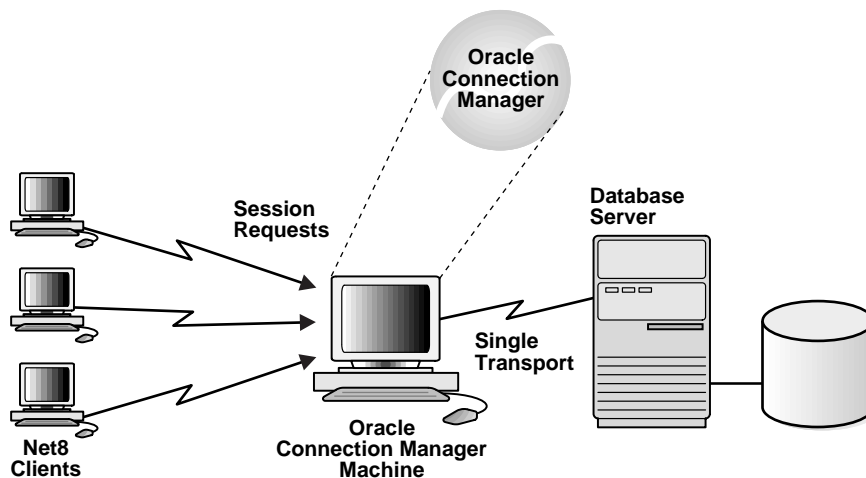 Oracle
Connection
Manager
Session
Requests
Database
Server
Single
Transport
Net8
Clients
Oracle
Connection Manager
Machine